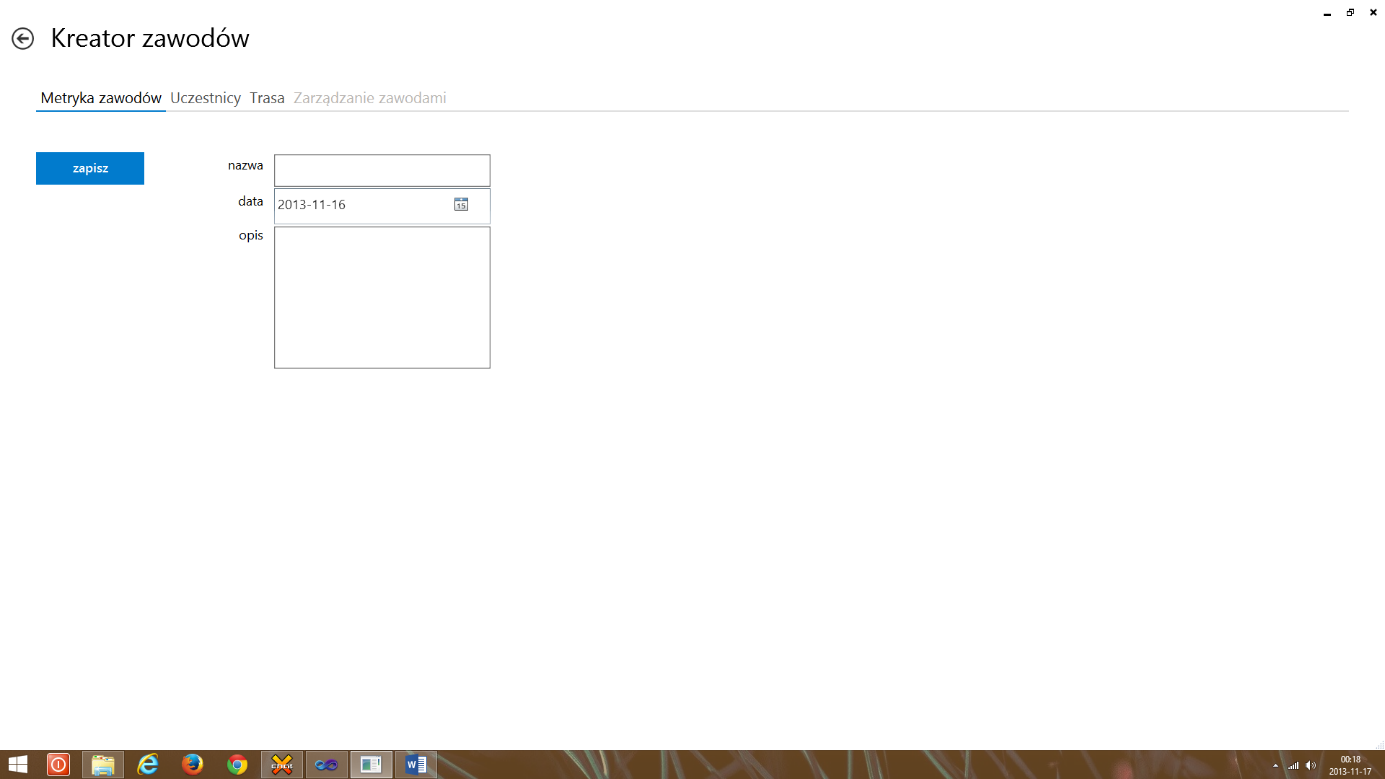 Kreator zawodów
Metryka zawodów Uczestnicy Trasa Zarządzanie zawodami
zapisz
nazwa
data 2013-11-16 15
opis
00:18
2013-11-17